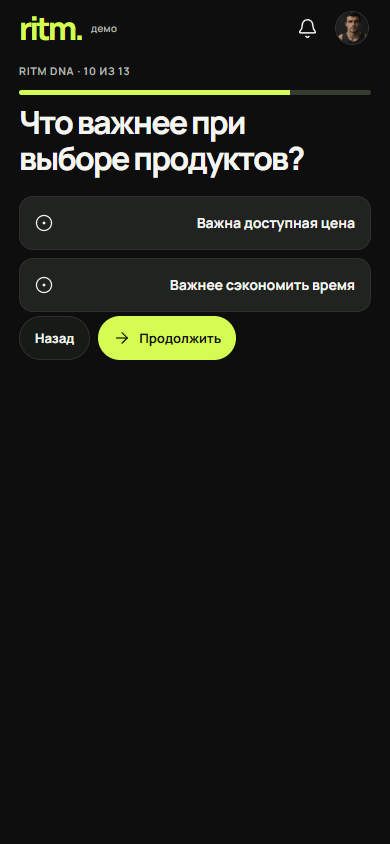 ritm. демо
RITM DNA · 10 ИЗ 13
Что важнее при
выборе продуктов?
Важна доступная цена
Важнее сэкономить время
Назад
Продолжить